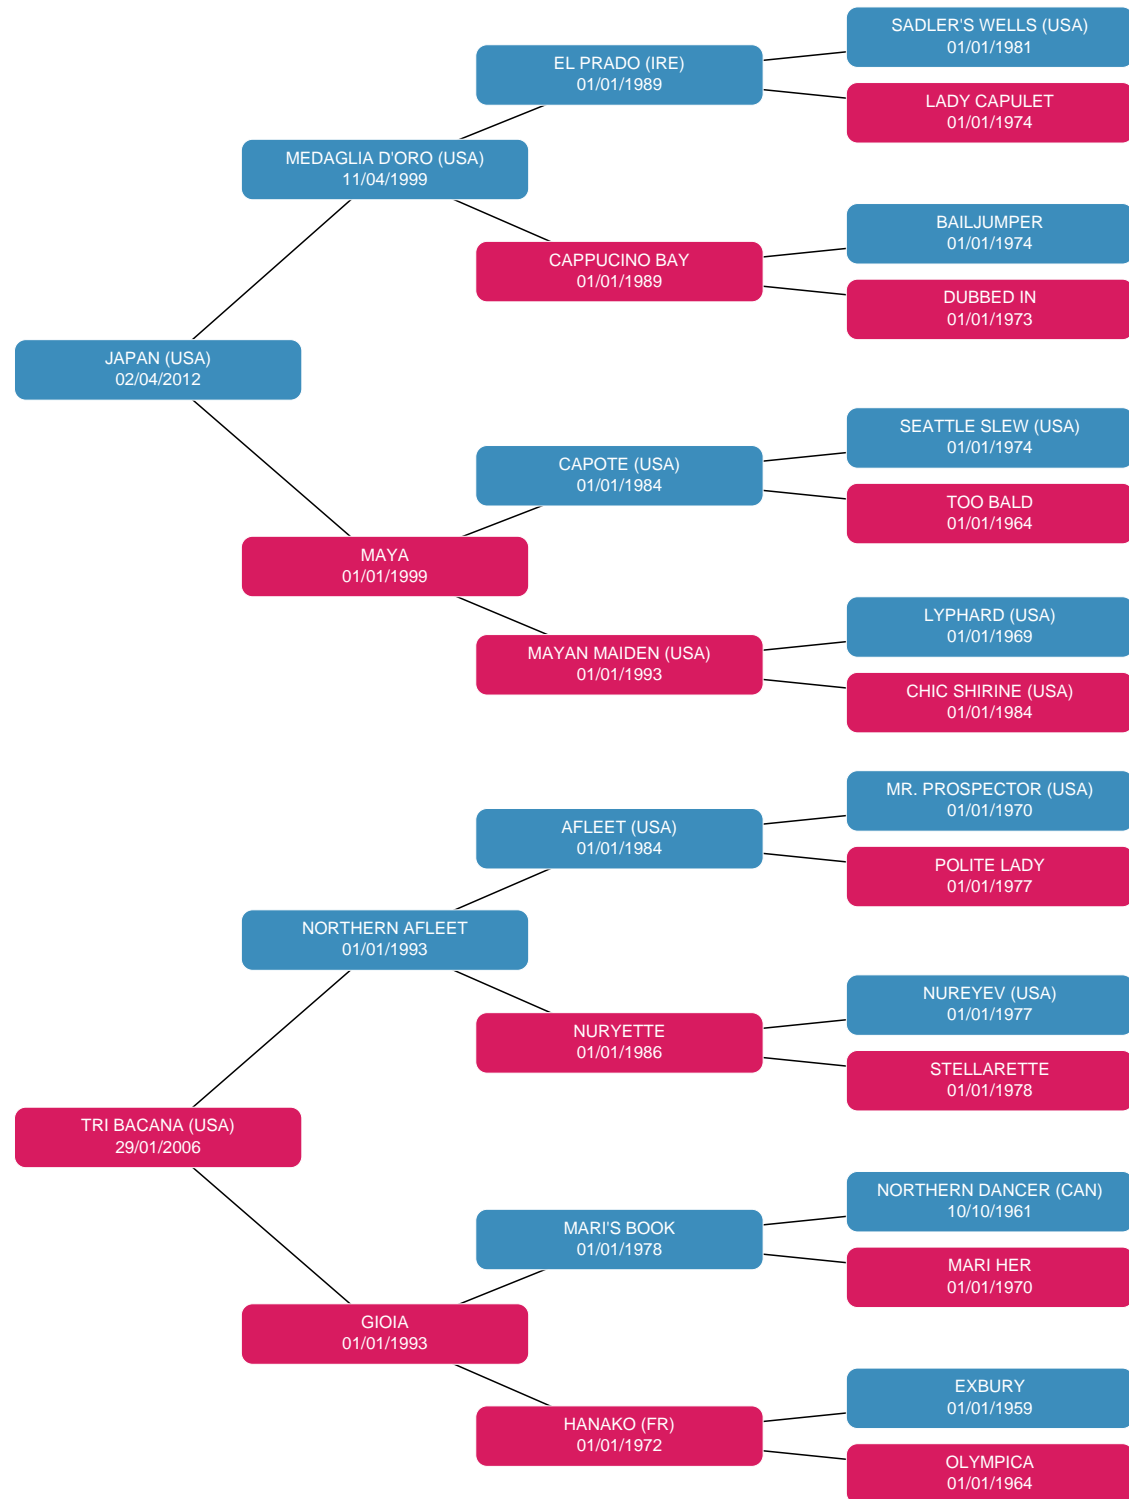 SADLER'S WELLS (USA)
01/01/1981
EL PRADO (IRE)
01/01/1989
LADY CAPULET
01/01/1974
MEDAGLIA D'ORO (USA)
11/04/1999
BAILJUMPER
01/01/1974
CAPPUCINO BAY
01/01/1989
DUBBED IN
01/01/1973
JAPAN (USA)
02/04/2012
SEATTLE SLEW (USA)
01/01/1974
CAPOTE (USA)
01/01/1984
TOO BALD
01/01/1964
MAYA
01/01/1999
LYPHARD (USA)
01/01/1969
MAYAN MAIDEN (USA)
01/01/1993
CHIC SHIRINE (USA)
01/01/1984
MR. PROSPECTOR (USA)
01/01/1970
AFLEET (USA)
01/01/1984
POLITE LADY
01/01/1977
NORTHERN AFLEET
01/01/1993
NUREYEV (USA)
01/01/1977
NURYETTE
01/01/1986
STELLARETTE
01/01/1978
TRI BACANA (USA)
29/01/2006
NORTHERN DANCER (CAN)
10/10/1961
MARI'S BOOK
01/01/1978
MARI HER
01/01/1970
GIOIA
01/01/1993
EXBURY
01/01/1959
HANAKO (FR)
01/01/1972
OLYMPICA
01/01/1964